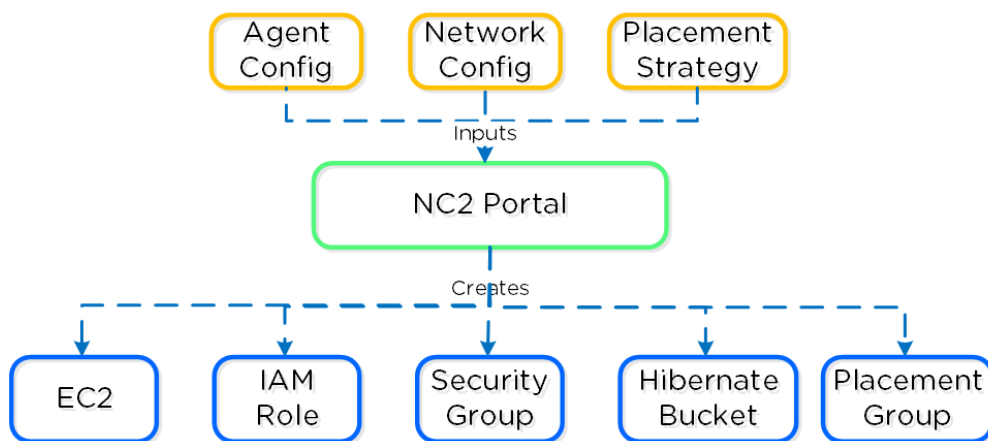 Agent
Config
Network
Config
Placement
Strategy
Inputs
NC2 Portal
Creates
EC2
IAM
Role
Security
Group
Hibernate
Bucket
Placement
Group